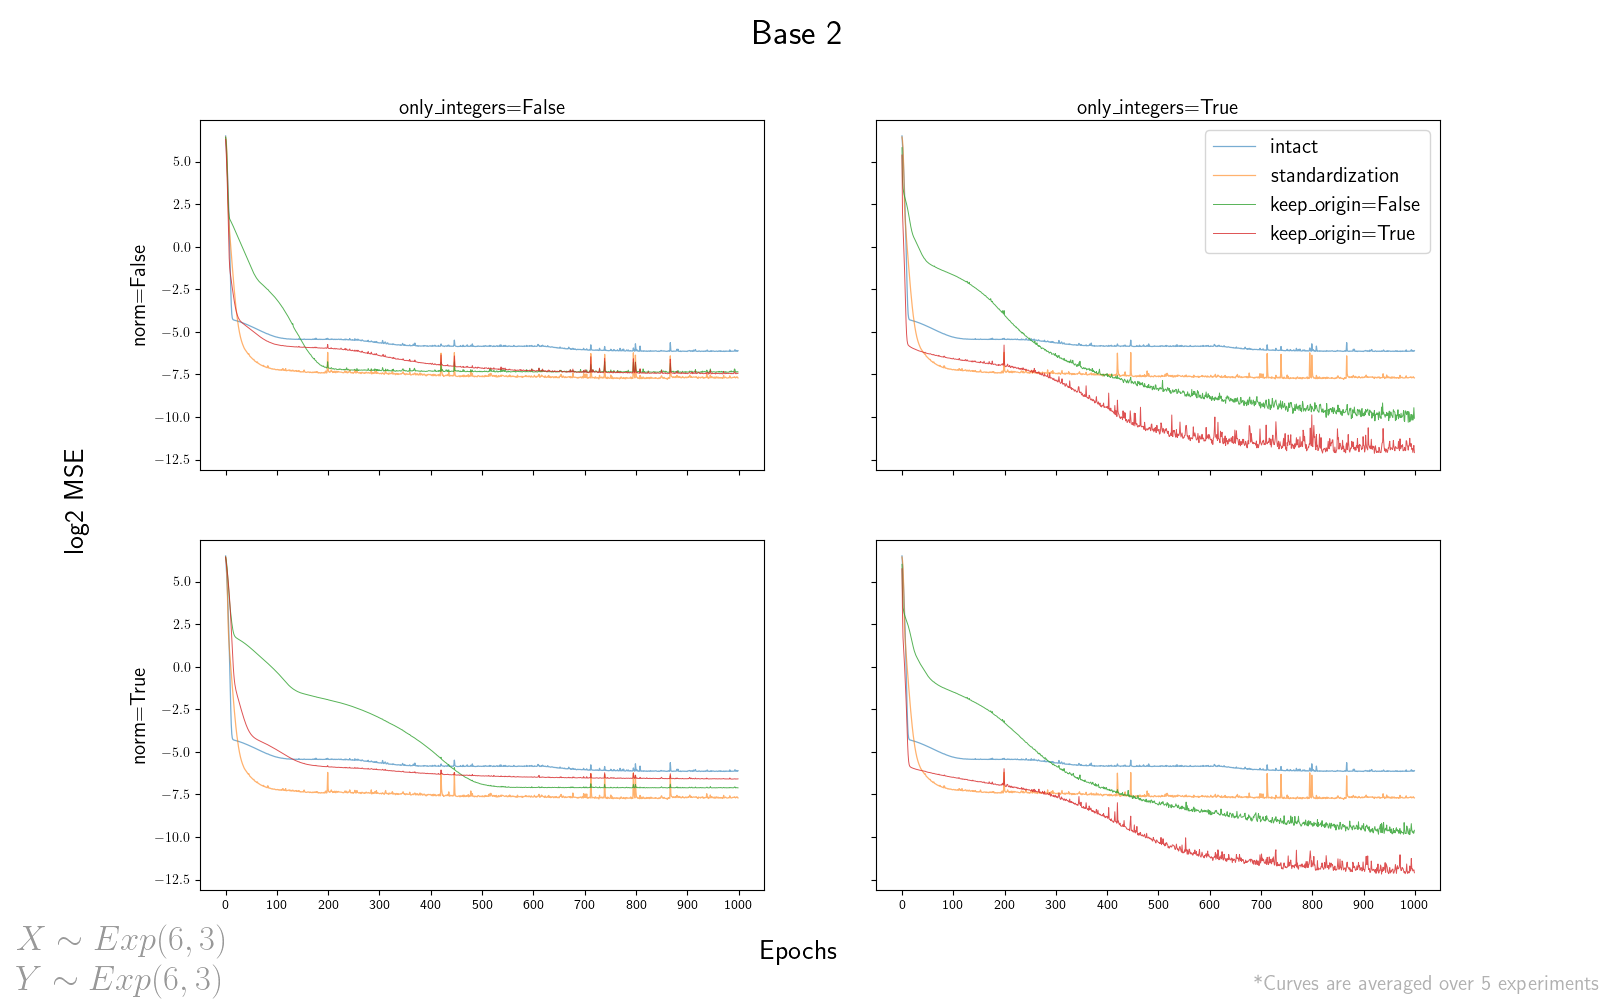 Base 2
only_integers=False
only_integers=True
norm=False
5.0
2.5
0.0
−2.5
−5.0
−7.5
−10.0
−12.5
intact
standardization
keep_origin=False
keep_origin=True
log2 MSE
norm=True
5.0
2.5
0.0
−2.5
−5.0
−7.5
−10.0
−12.5
0 100 200 300 400 500 600 700 800 900 1000
0 100 200 300 400 500 600 700 800 900 1000
Epochs
X ∼ Exp(6, 3)
Y ∼ Exp(6, 3)
*Curves are averaged over 5 experiments